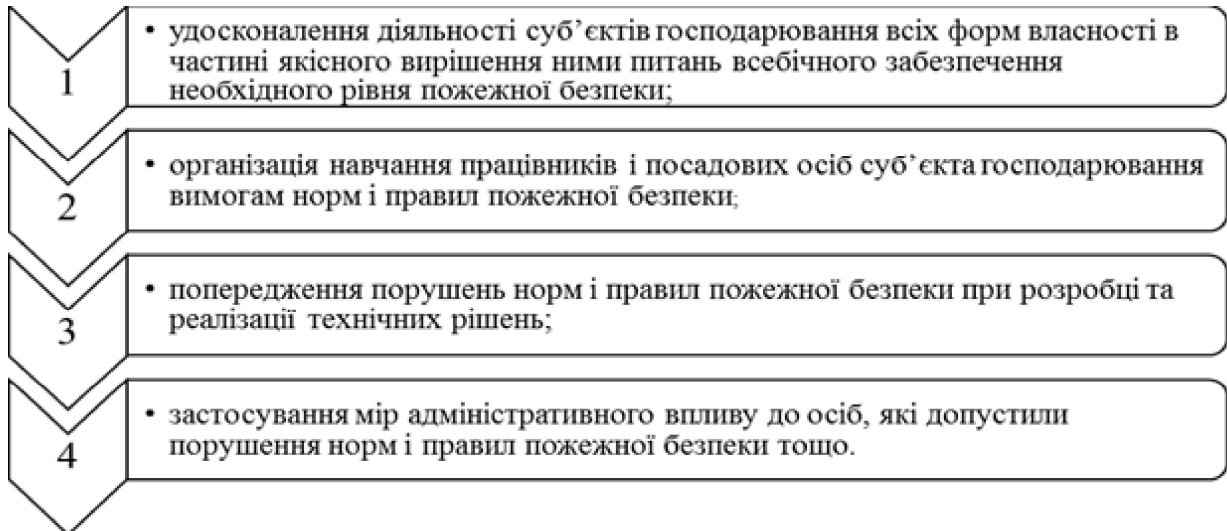 1
• удосконалення діяльності суб’єктів господарювання всіх форм власності в
частині якісного вирішення ними питань всебічного забезпечення
необхідного рівня пожежної безпеки;
2
• організація навчання працівників і посадових осіб суб’єкта господарювання
вимогам норм і правил пожежної безпеки;
3
• попередження порушень норм і правил пожежної безпеки при розробці та
реалізації технічних рішень;
4
• застосування мір адміністративного впливу до осіб, які допустили
порушення норм і правил пожежної безпеки тощо.